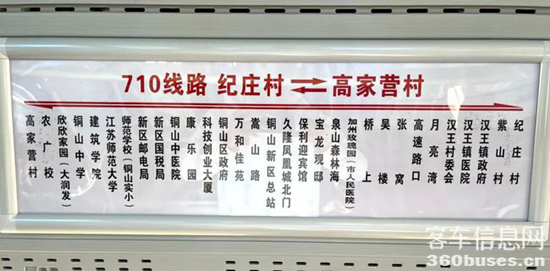 710线路 纪庄村⇌高家营村
高家营村
农广校
欣欣家园(大润发)
铜山中学
建筑学院
江苏师范大学
师范学校(铜山实小)
新区邮电局
新区国税局
铜山中医院
康乐园
科技创业大厦
铜山区政府
万和佳苑
嵩山路
铜山新区总站
久隆凤凰城北门
保利迎宾馆
宝龙观邸
泉山森林海
加州玫瑰园(市人民医院)
桥上
吴楼
张窝
高速路口
月亮湾
汉王村委会
汉王镇医院
汉王镇政府
紫山村
纪庄村
客车信息网
360buses.cn